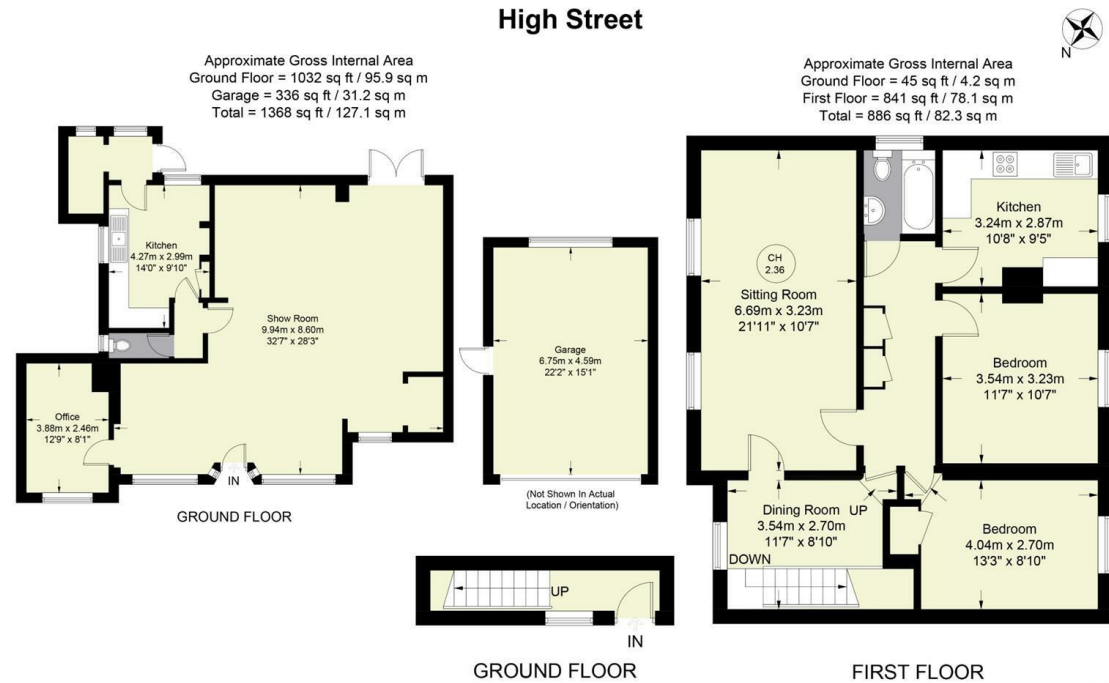 High Street
N
Approximate Gross Internal Area
Ground Floor = 1032 sq ft / 95.9 sq m
Garage = 336 sq ft / 31.2 sq m
Total = 1368 sq ft / 127.1 sq m
Approximate Gross Internal Area
Ground Floor = 45 sq ft / 4.2 sq m
First Floor = 841 sq ft / 78.1 sq m
Total = 886 sq ft / 82.3 sq m
Kitchen
4.27m x 2.99m
14'0" x 9'10"
Show Room
9.94m x 8.60m
32'7" x 28'3"
Office
3.88m x 2.46m
12'9" x 8'1"
IN
GROUND FLOOR
Garage
6.75m x 4.59m
22'2" x 15'1"
(Not Shown In Actual
Location / Orientation)
UP
IN
GROUND FLOOR
CH
2.36
Sitting Room
6.69m x 3.23m
21'11" x 10'7"
Kitchen
3.24m x 2.87m
10'8" x 9'5"
Bedroom
3.54m x 3.23m
11'7" x 10'7"
Dining Room
3.54m x 2.70m
11'7" x 8'10"
UP
DOWN
Bedroom
4.04m x 2.70m
13'3" x 8'10"
FIRST FLOOR